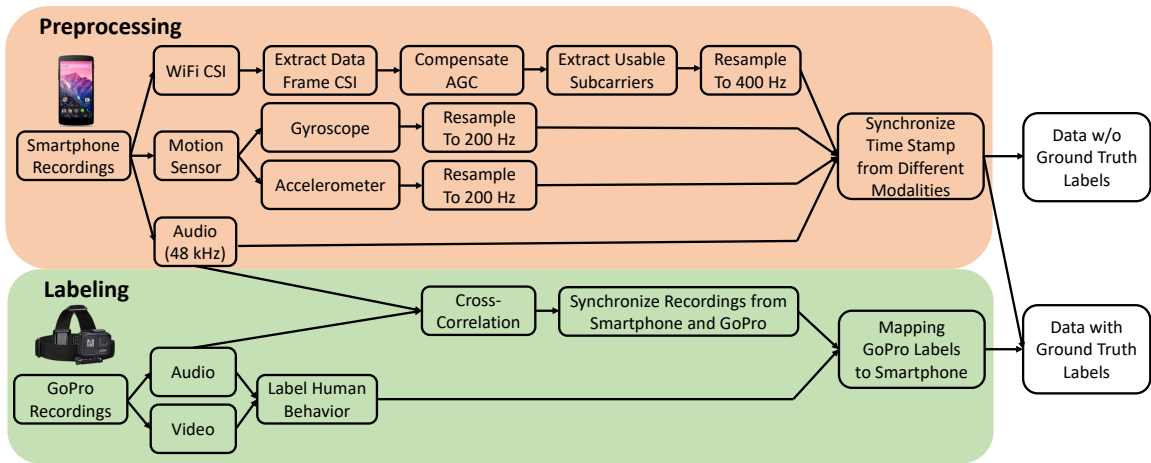 Preprocessing
Smartphone
Recordings
WiFi CSI
Extract Data
Frame CSI
Compensate
AGC
Extract Usable
Subcarriers
Resample
To 400 Hz
Motion
Sensor
Gyroscope
Resample
To 200 Hz
Accelerometer
Resample
To 200 Hz
Audio
(48 kHz)
Synchronize
Time Stamp
from Different
Modalities
Data w/o
Ground Truth
Labels
Labeling
GoPro
Recordings
Audio
Video
Label Human
Behavior
Cross-
Correlation
Synchronize Recordings from
Smartphone and GoPro
Mapping
GoPro Labels
to Smartphone
Data with
Ground Truth
Labels